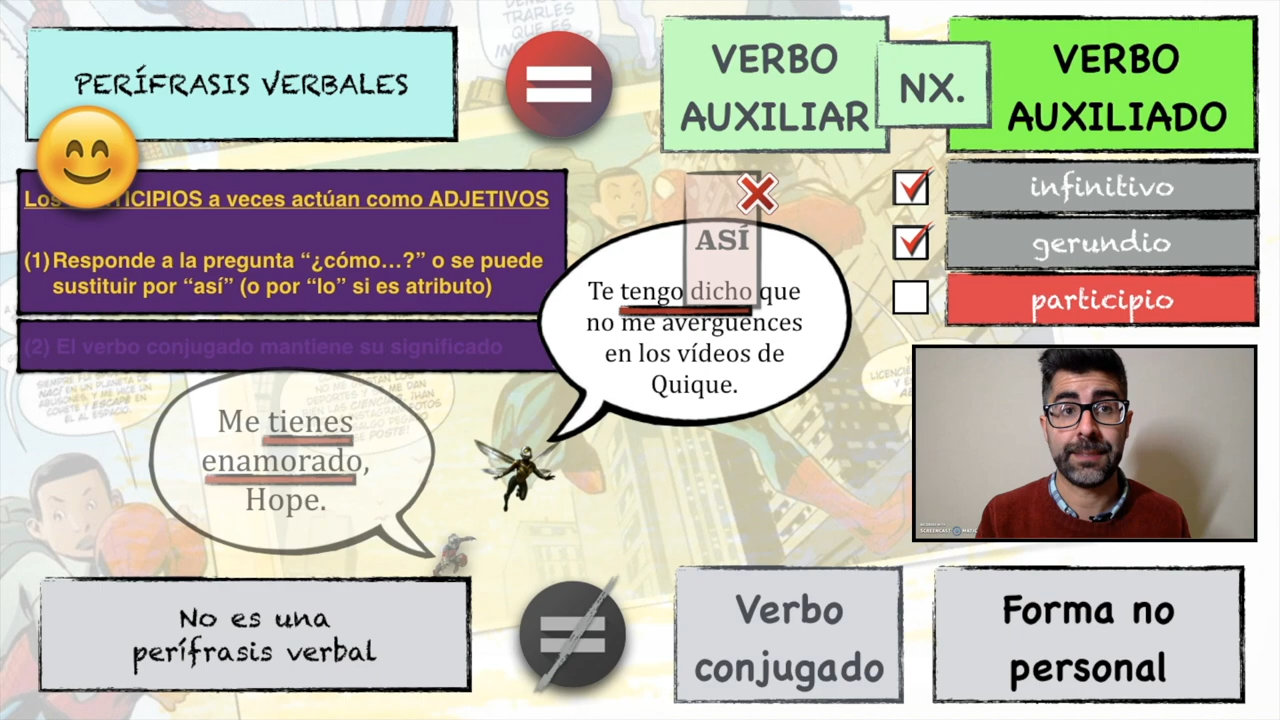 PERÍFRASIS VERBALES
VERBO
AUXILIAR
NX.
VERBO
AUXILIADO
Los PARTICIPIOS a veces actúan como ADJETIVOS
(1) Responde a la pregunta “¿cómo...?” o se puede
sustituir por “así” (o por “lo” si es atributo)
(2) El verbo conjugado mantiene su significado
infinitivo
gerundio
participio
ASÍ
Te tengo dicho que
no me avergüences
en los vídeos de
Quique.
Me tienes
enamorado,
Hope.
No es una
perífrasis verbal
Verbo
conjugado
Forma no
personal